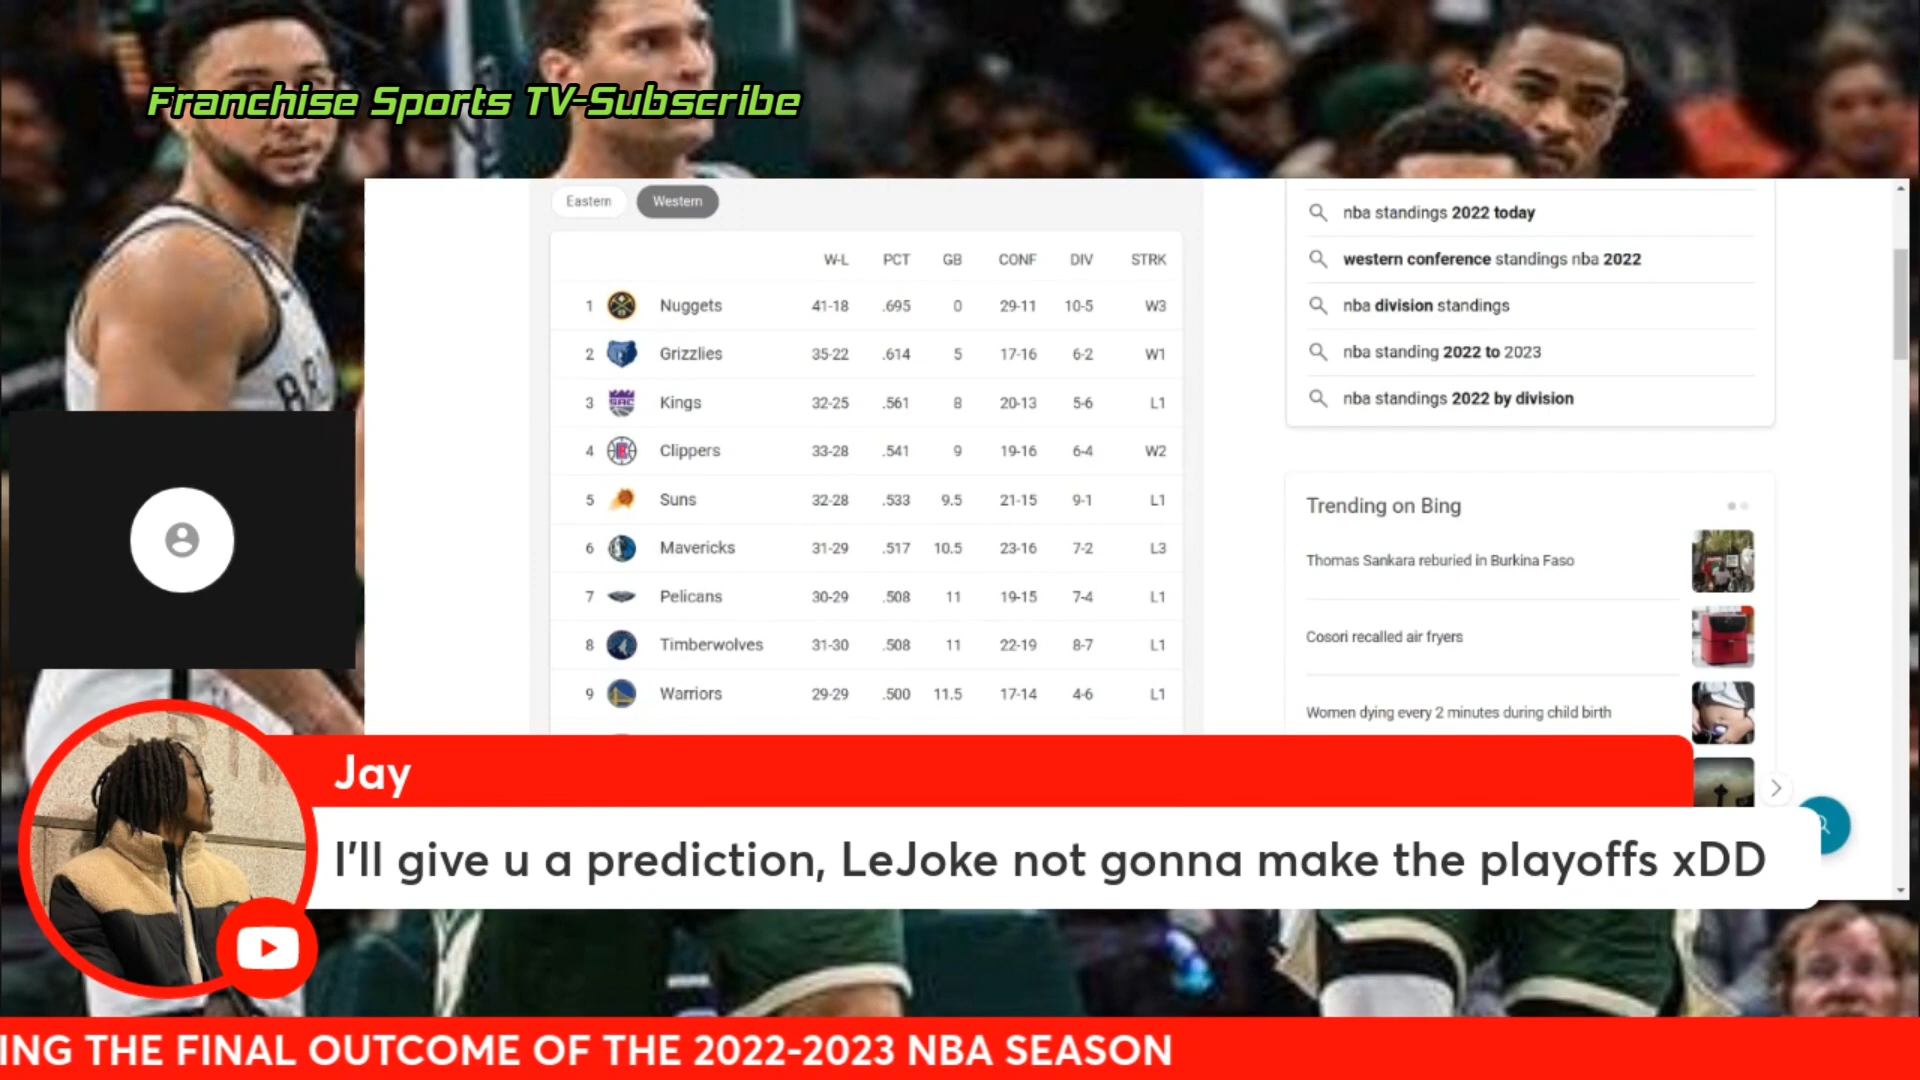 Franchise Sports TV-Subscribe
Eastern Western
W-L PCT GB CONF DIV STRK
1 Nuggets 41-18 .695 0 29-11 10-5 W3
2 Grizzlies 35-22 .614 5 17-16 6-2 W1
3 Kings 32-25 .561 8 20-13 5-6 L1
4 Clippers 33-28 .541 9 19-16 6-4 W2
5 Suns 32-28 .533 9.5 21-15 9-1 L1
6 Mavericks 31-29 .517 10.5 23-16 7-2 L3
7 Pelicans 30-29 .508 11 19-15 7-4 L1
8 Timberwolves 31-30 .508 11 22-19 8-7 L1
9 Warriors 29-29 .500 11.5 17-14 4-6 L1
nba standings 2022 today
western conference standings nba 2022
nba division standings
nba standing 2022 to 2023
nba standings 2022 by division
Trending on Bing
Thomas Sankara reburied in Burkina Faso
Cosori recalled air fryers
Women dying every 2 minutes during child birth
Jay
I'll give u a prediction, LeJoke not gonna make the playoffs xDD
ING THE FINAL OUTCOME OF THE 2022-2023 NBA SEASON